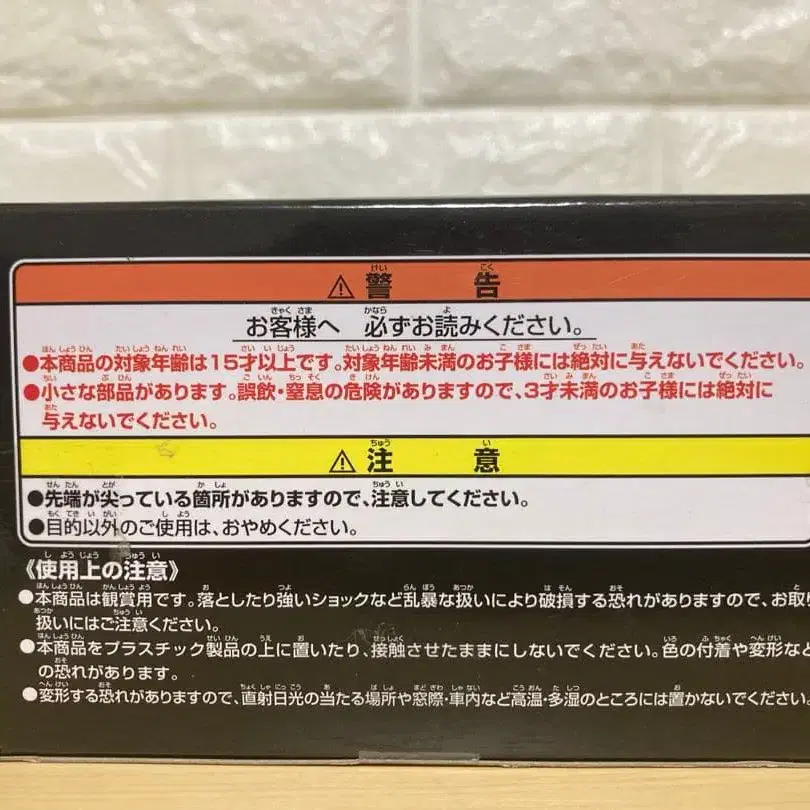 ⚠ 警告
お客様へ 必ずお読みください。
●本商品の対象年齢は15才以上です。対象年齢未満のお子様には絶対に与えないでください。
●小さな部品があります。誤飲・窒息の危険がありますので、3才未満のお子様には絶対に
与えないでください。
⚠ 注意
●先端が尖っている箇所がありますので、注意してください。
●目的以外のご使用は、おやめください。
《使用上の注意》
●本商品は観賞用です。落としたり強いショックなど乱暴な扱いにより破損する恐れがありますので、お取り
扱いにはご注意ください。
●本商品をプラスチック製品の上に置いたり、接触させたままにしないでください。色の付着や変形など
の恐れがあります。
●変形する恐れがありますので、直射日光の当たる場所や窓際・車内など高温・多湿のところには置かないでください。